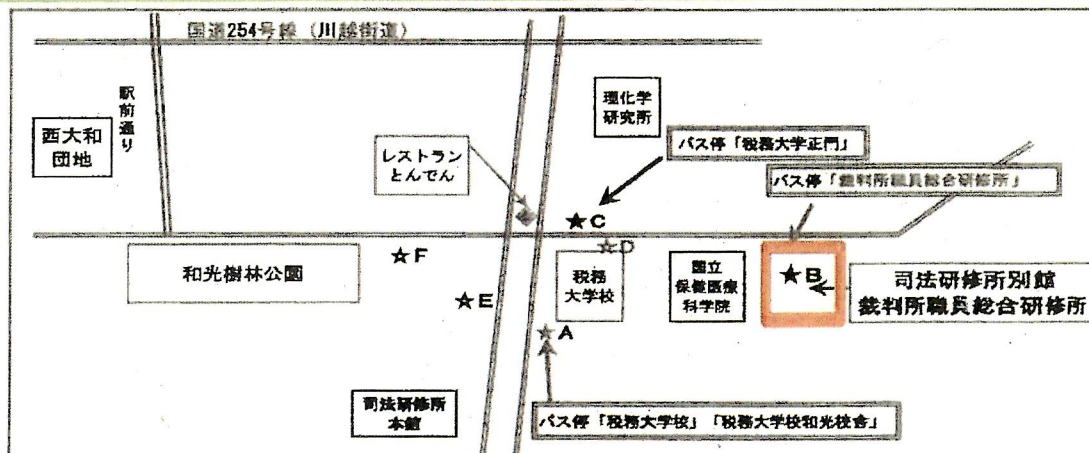 国道254号線（川越街道）
駅前通り
西大和
団地
理化学
研究所
レストラン
とんでん
バス停「税務大学正門」
バス停「裁判所職員総合研修所」
★C
★D
★F
和光樹林公園
税務
大学校
国立
保健医療
科学院
★B
司法研修所別館
裁判所職員総合研修所
★E
★A
司法研修所
本館
バス停「税務大学校」「税務大学校和光校舎」